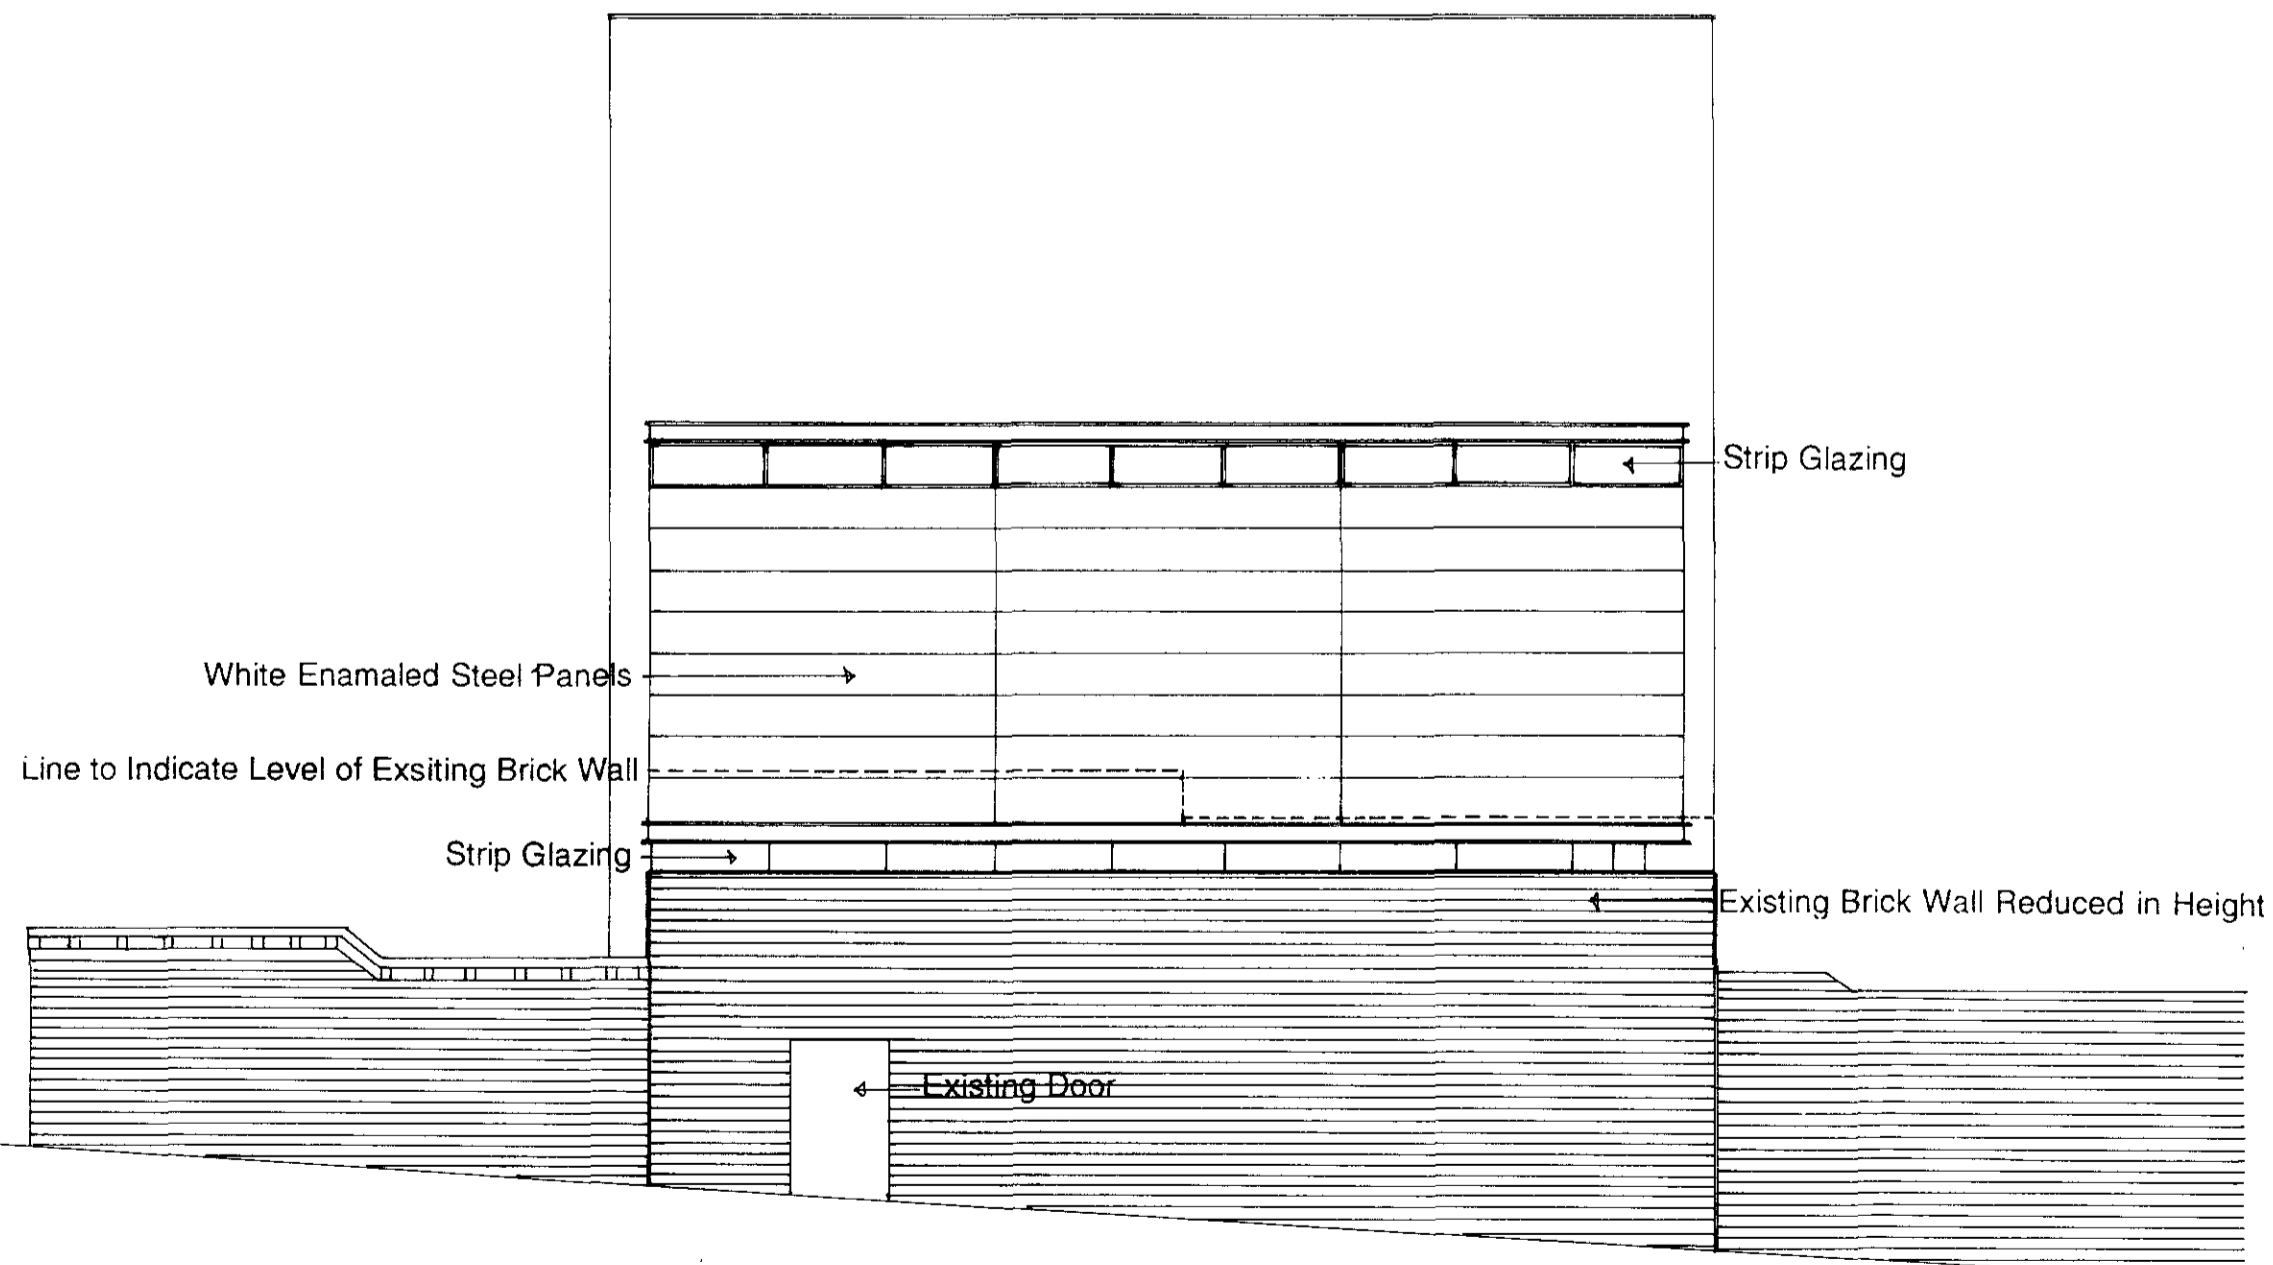 Strip Glazing
White Enamaled Steel Panels
Line to Indicate Level of Exsiting Brick Wall
Strip Glazing
Existing Brick Wall Reduced in Height
Existing Door